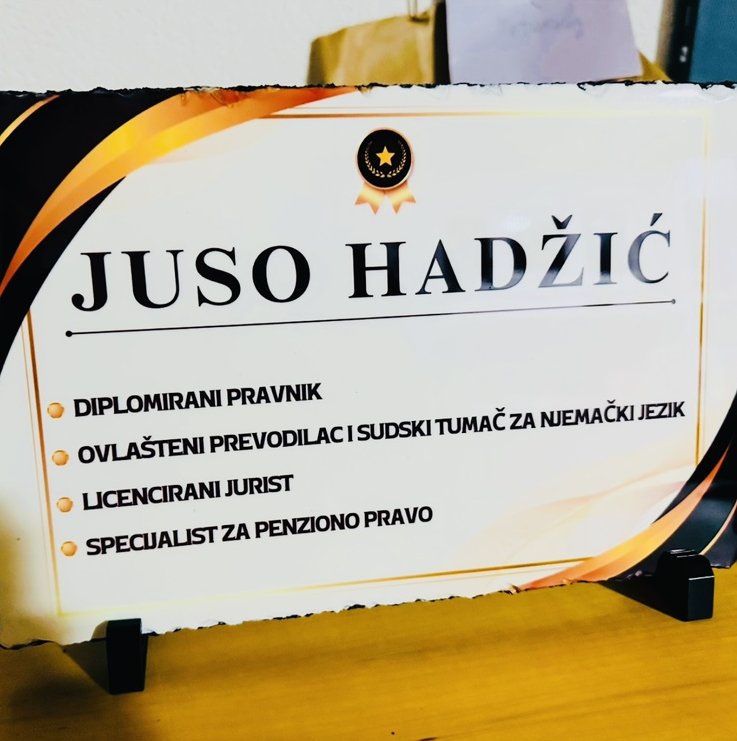 JUSO HADŽIĆ
DIPLOMIRANI PRAVNIK
OVLAŠTENI PREVODILAC I SUDSKI TUMAČ ZA NJEMAČKI JEZIK
LICENCIRANI JURIST
SPECIJALIST ZA PENZIONO PRAVO